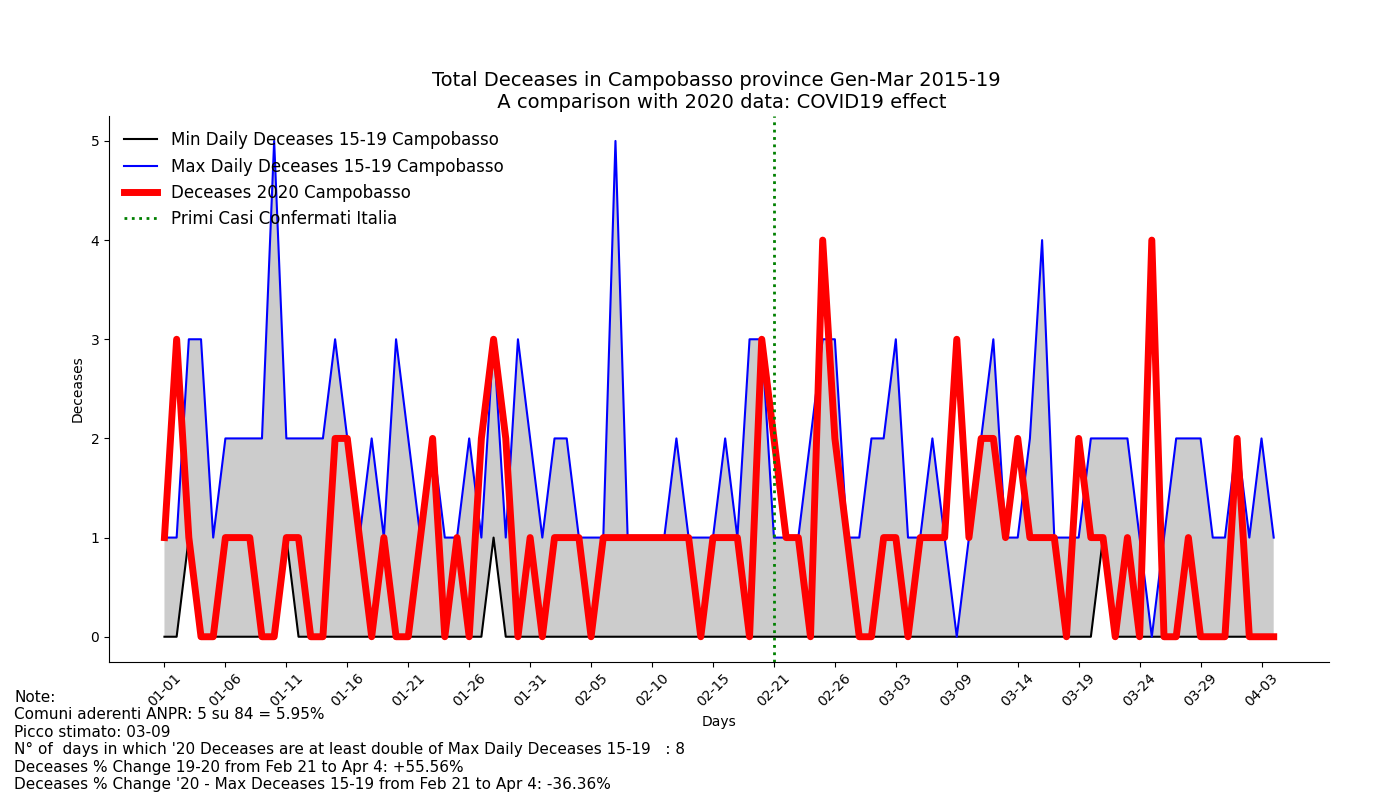 Total Deceases in Campobasso province Gen-Mar 2015-19
A comparison with 2020 data: COVID19 effect
Min Daily Deceases 15-19 Campobasso
Max Daily Deceases 15-19 Campobasso
Deceases 2020 Campobasso
Primi Casi Confermati Italia
5
4
3
2
1
0
Deceases
01-01 01-06 01-11 01-16 01-21 01-26 01-31 02-05 02-10 02-15 02-21 02-26 03-03 03-09 03-14 03-19 03-24 03-29 04-03
Days
Note:
Comuni aderenti ANPR: 5 su 84 = 5.95%
Picco stimato: 03-09
N° of  days in which '20 Deceases are at least double of Max Daily Deceases 15-19   : 8
Deceases % Change 19-20 from Feb 21 to Apr 4: +55.56%
Deceases % Change '20 - Max Deceases 15-19 from Feb 21 to Apr 4: -36.36%